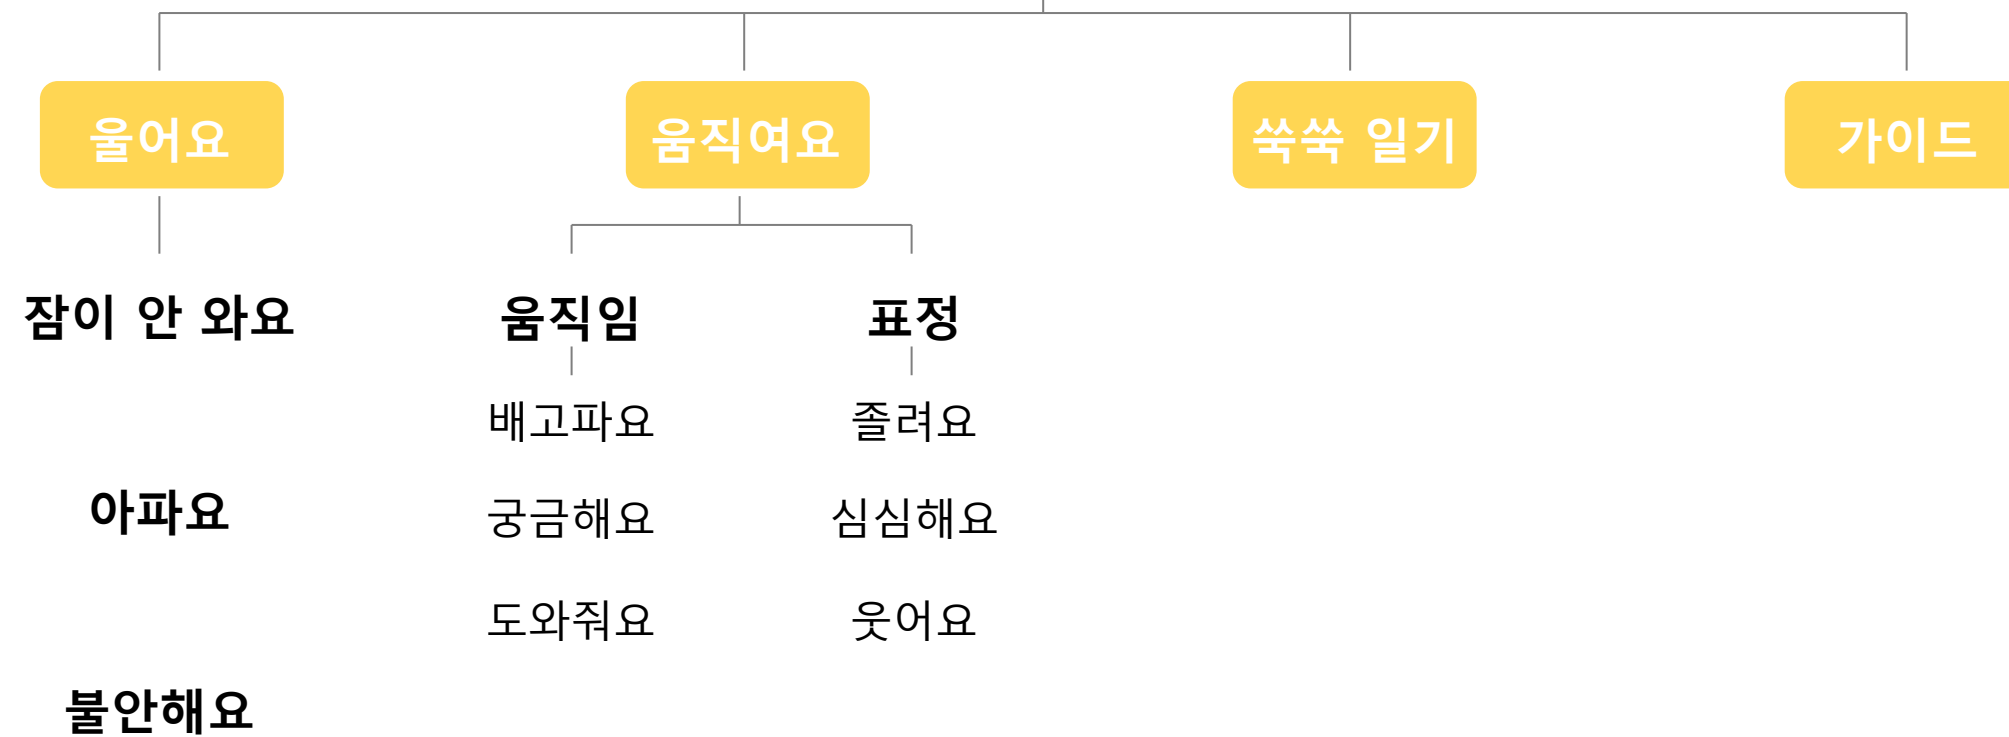 울어요
움직여요
쑥쑥 일기
가이드
잠이 안 와요
움직임
표정
배고파요
졸려요
아파요
궁금해요
심심해요
도와줘요
웃어요
불안해요